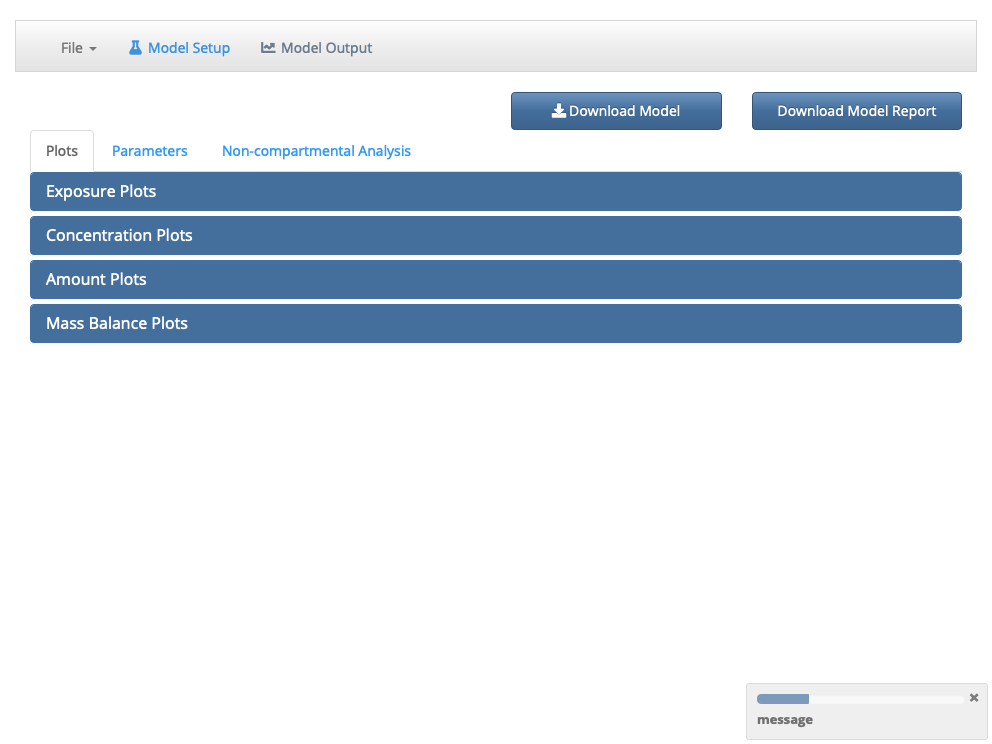 File Model Setup Model Output
Download Model Download Model Report
Plots Parameters Non-compartmental Analysis
Exposure Plots
Concentration Plots
Amount Plots
Mass Balance Plots
message